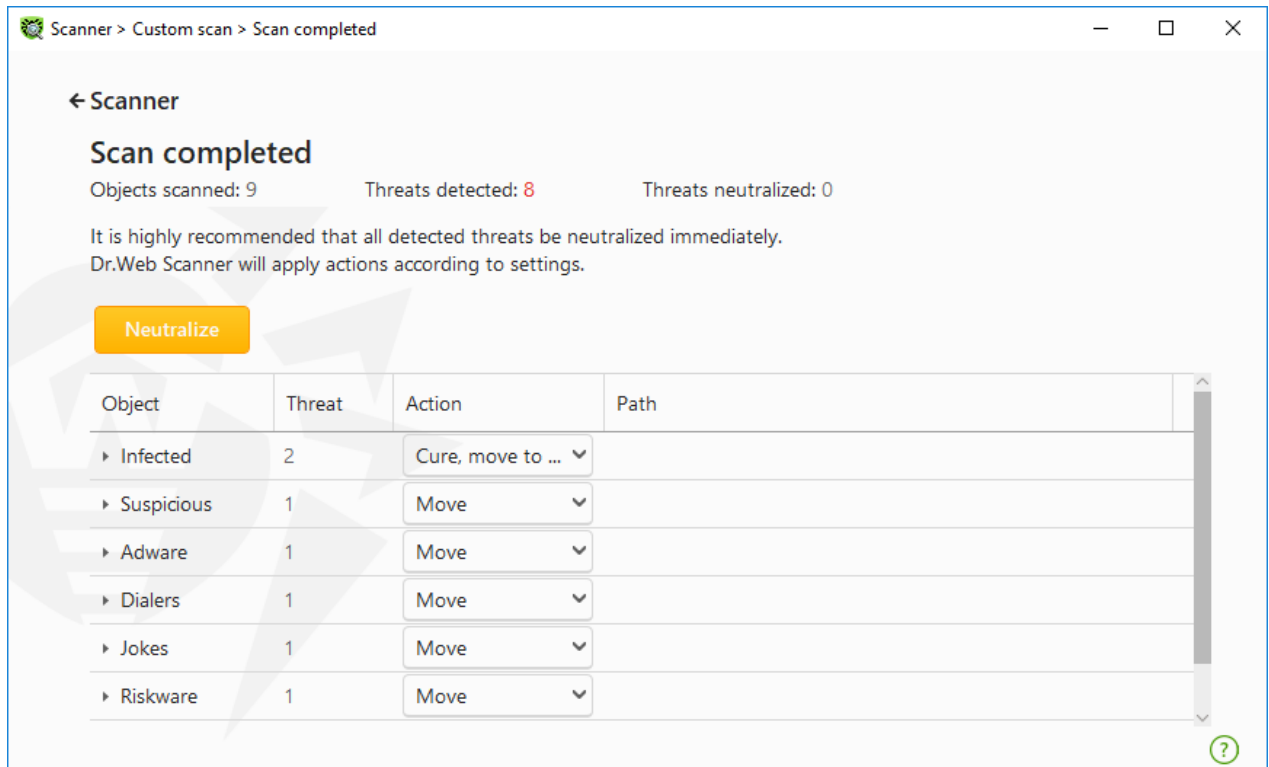 Scanner > Custom scan > Scan completed
Scanner
Scan completed
Objects scanned: 9 Threats detected: 8 Threats neutralized: 0
It is highly recommended that all detected threats be neutralized immediately.
Dr.Web Scanner will apply actions according to settings.
Neutralize
Object Threat Action Path
Infected 2 Cure, move to ...
Suspicious 1 Move
Adware 1 Move
Dialers 1 Move
Jokes 1 Move
Riskware 1 Move
?